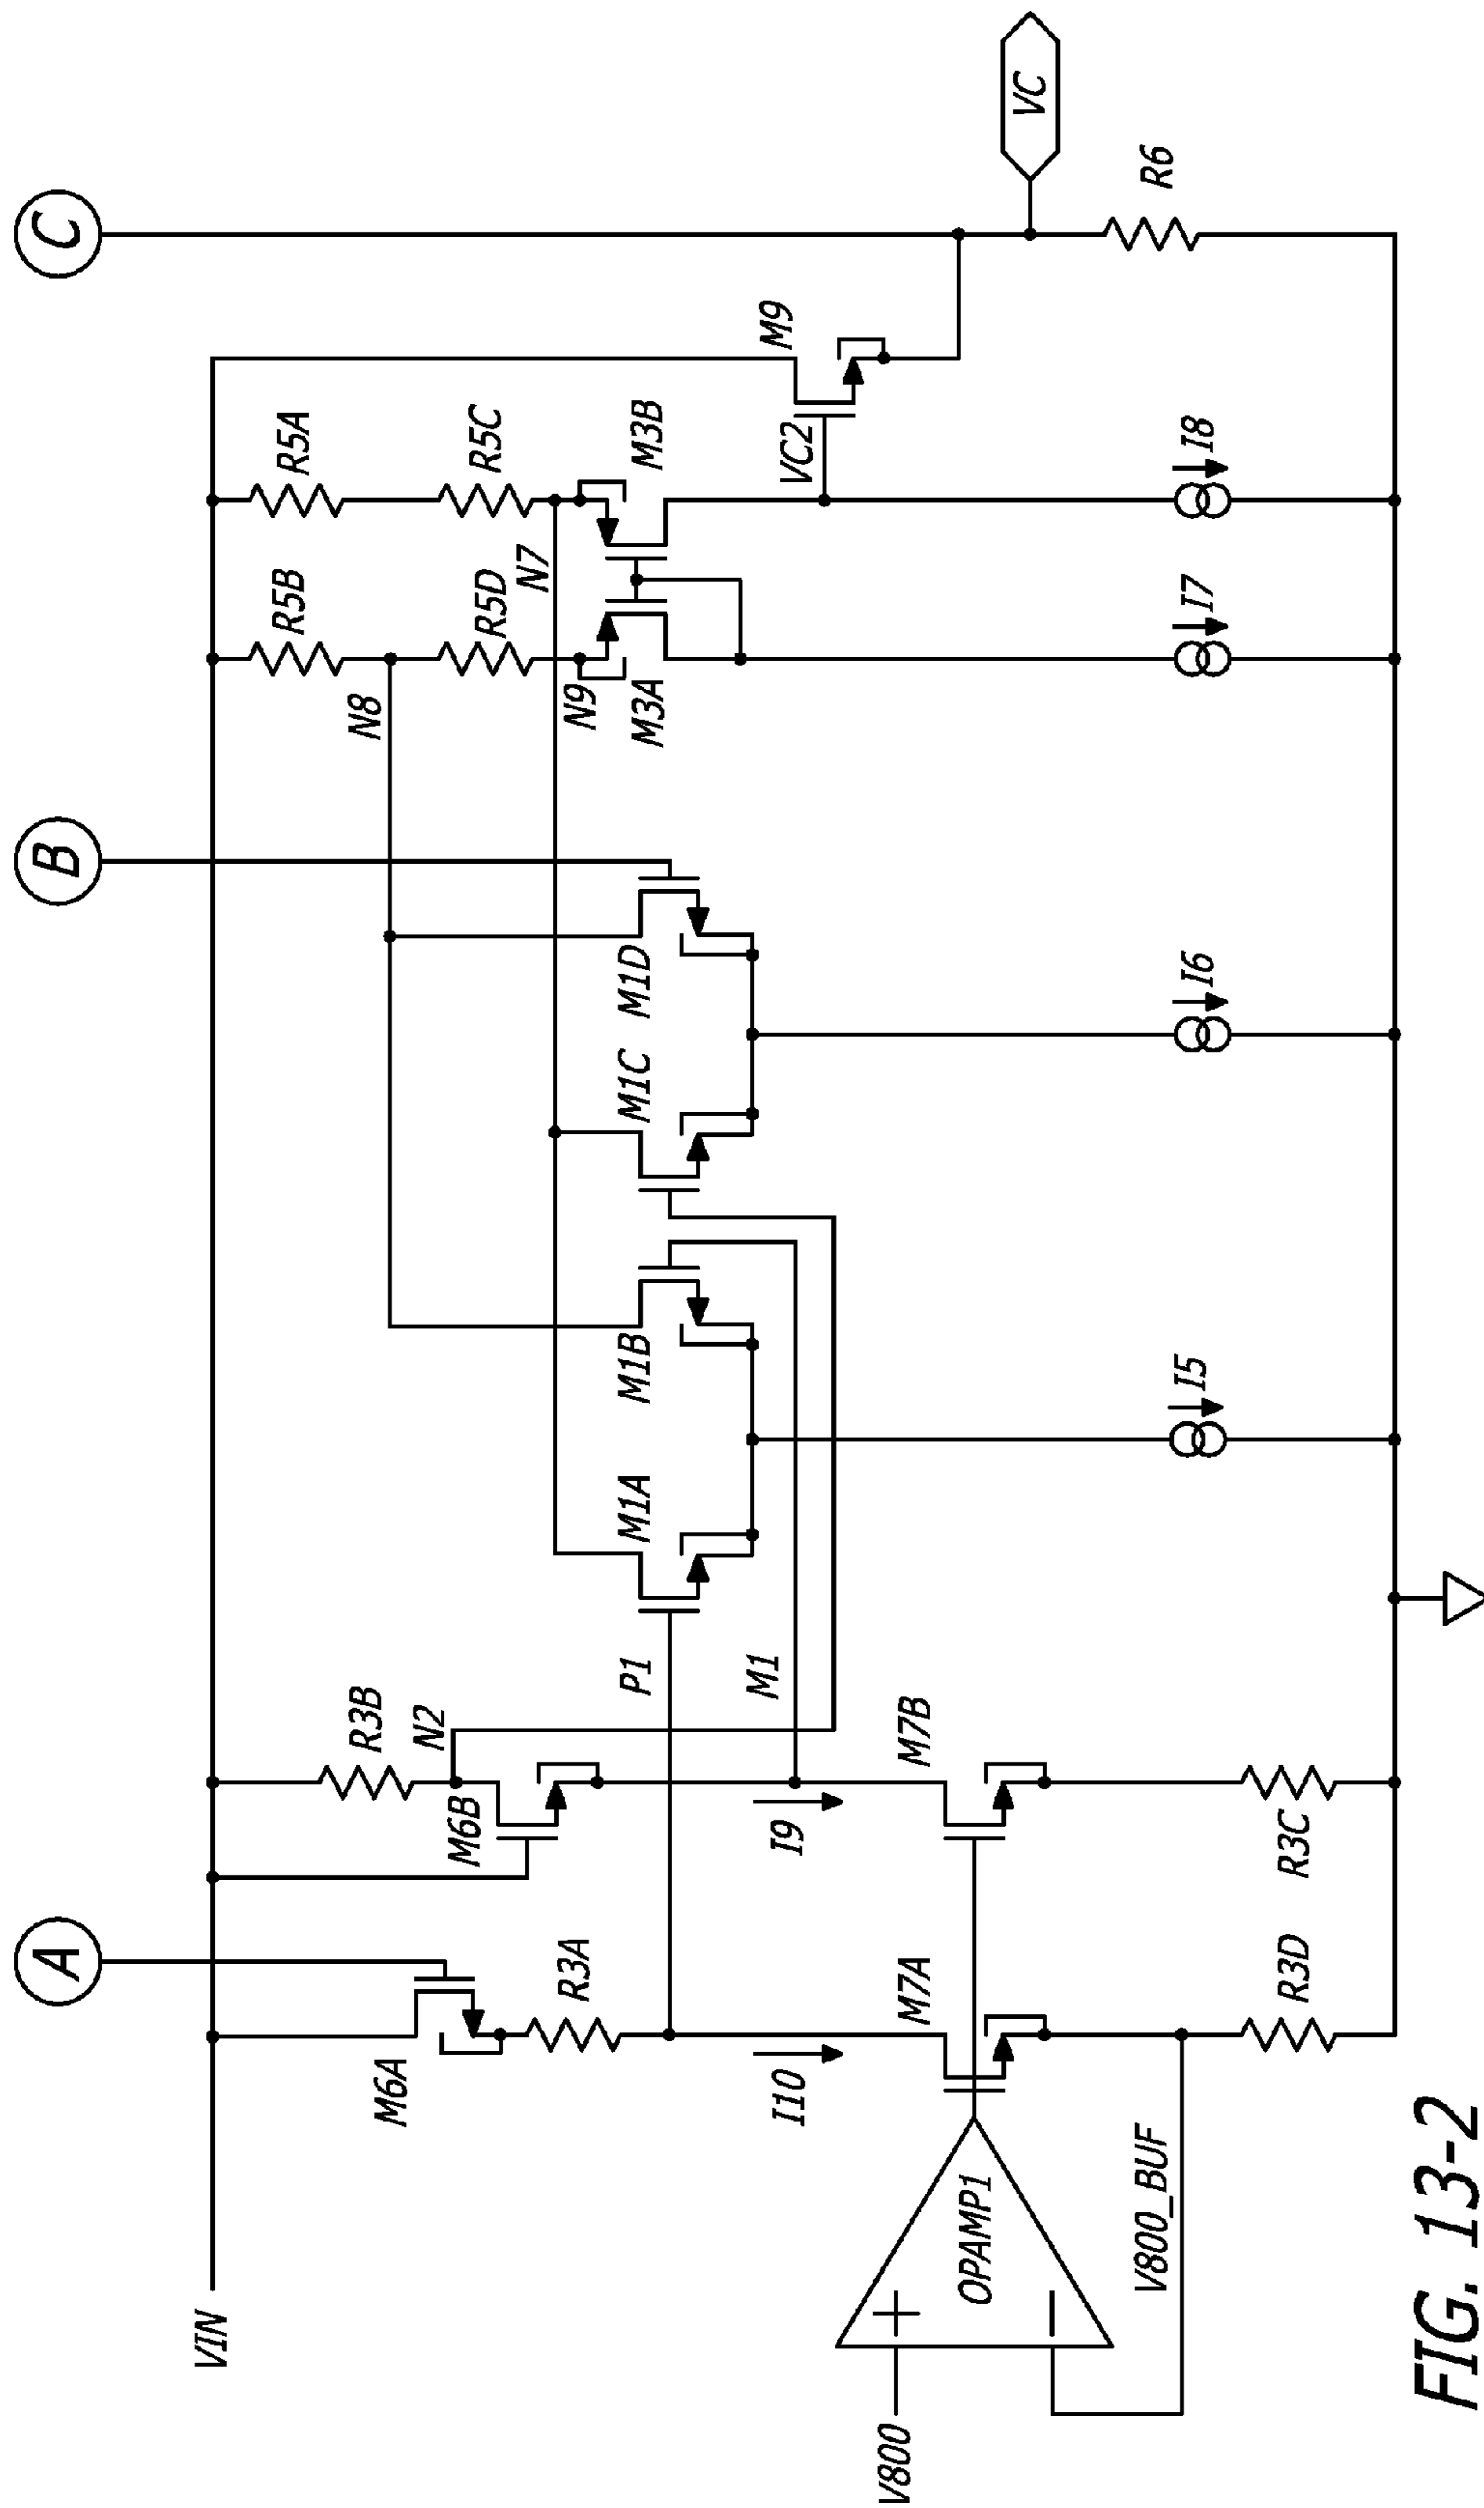 A
B
C
VIN
R3B
R5B
R5A
M6A
N2
N8
M6B
R5D
R5C
R3A
N7
N9
P1
M1A
M1B
M1C
M1D
M3A
M3B
M1
VC2
M9
I10
I9
V800
M7A
M7B
OPAMP1
+
−
VC
V800_BUF
I5
I6
I7
I8
R6
R3D
R3C
FIG. 13-2